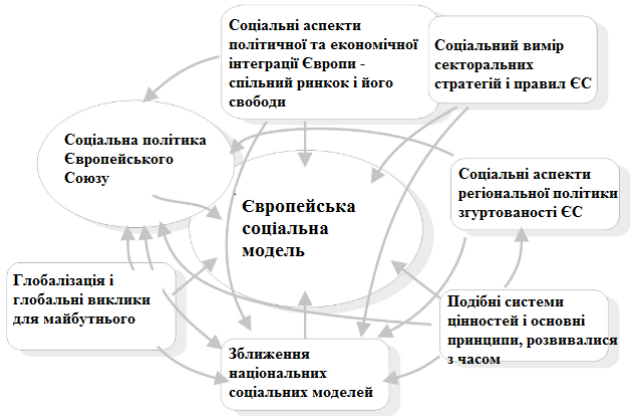 Соціальні аспекти
політичної та економічної
інтеграції Європи -
спільний ринкок і його
свободи
Соціальний вимір
секторальних
стратегій і правил ЄС
Соціальна політика
Європейського
Союзу
Соціальні аспекти
регіональної політики
згуртованості ЄС
Європейська
соціальна
модель
Глобалізація і
глобальні виклики
для майбутнього
Подібні системи
цінностей і основні
принципи, розвивалися
з часом
Зближення
національних
соціальних моделей